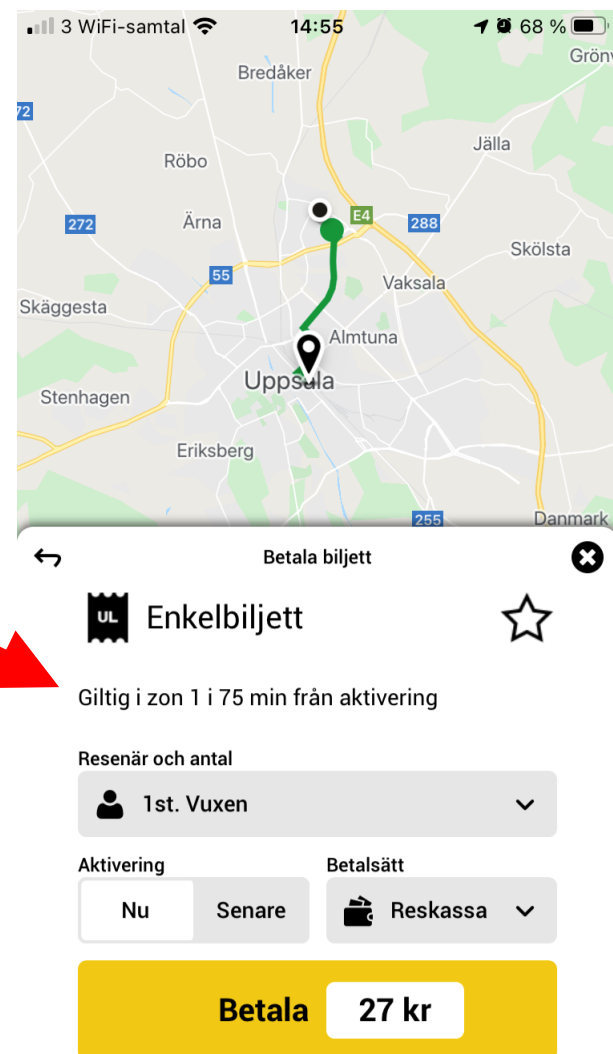 3 WiFi-samtal 14:55 68 %
Bredåker
72
Jälla
Röbo
272
Ärna
E4
288
Skölsta
55
Vaksala
Skäggesta
Almtuna
Uppsala
Stenhagen
Eriksberg
255
Danmark
Betala biljett
UL Enkelbiljett
Giltig i zon 1 i 75 min från aktivering
Resenär och antal
1st. Vuxen
Aktivering Betalsätt
Nu Senare Reskassa
Betala 27 kr